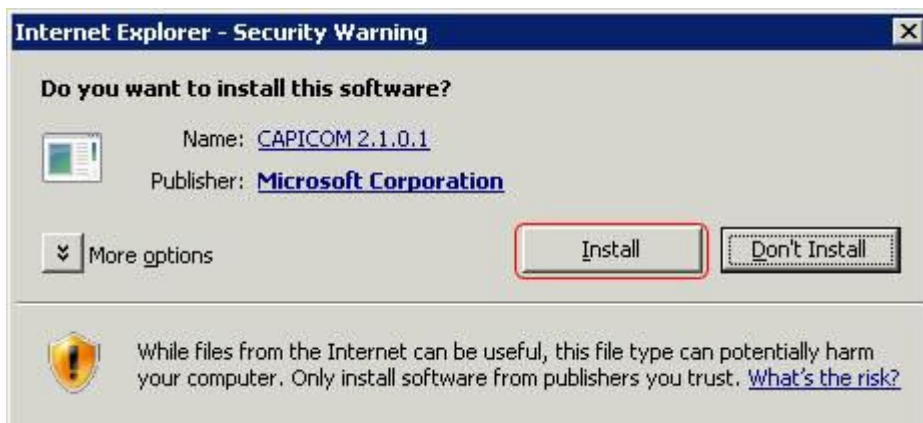 Internet Explorer - Security Warning
Do you want to install this software?
Name: CAPICOM 2.1.0.1
Publisher: Microsoft Corporation
More options Install Don't Install
While files from the Internet can be useful, this file type can potentially harm
your computer. Only install software from publishers you trust. What's the risk?